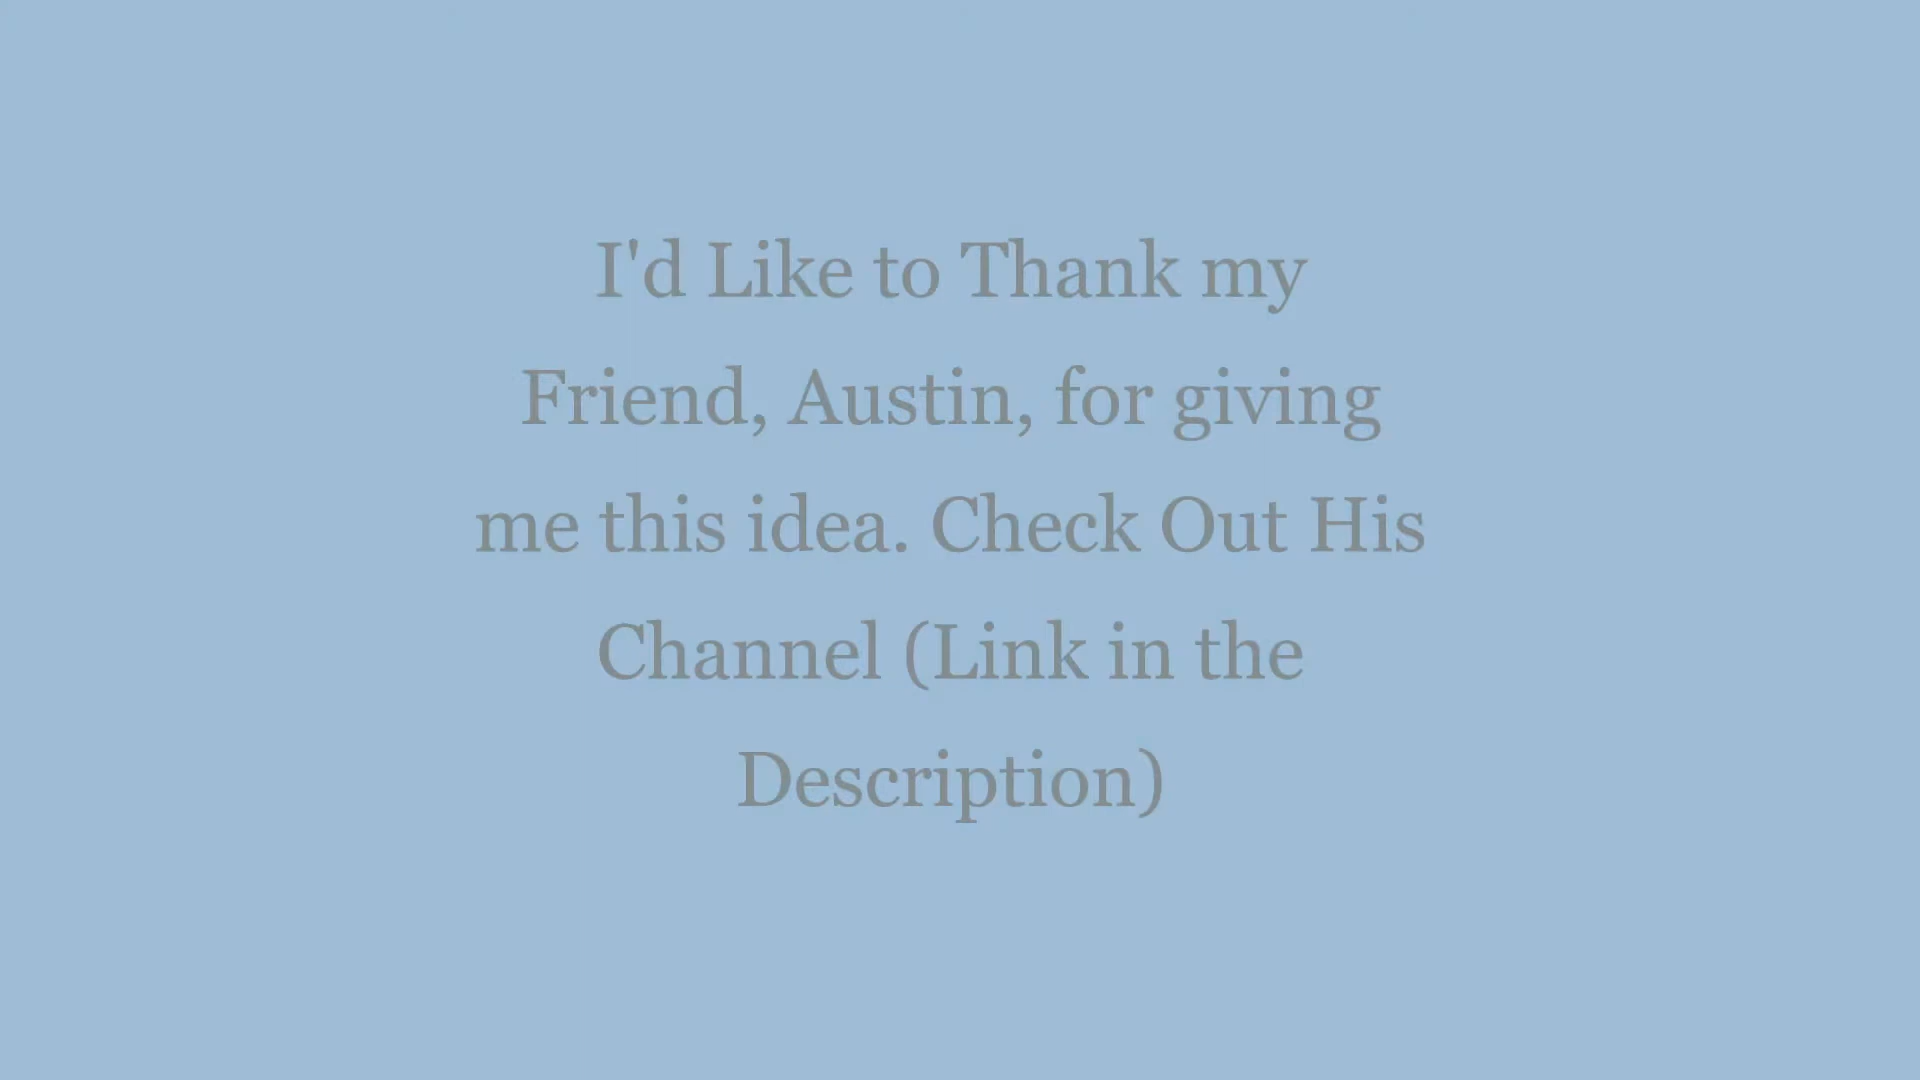 I'd Like to Thank my
Friend, Austin, for giving
me this idea. Check Out His
Channel (Link in the
Description)